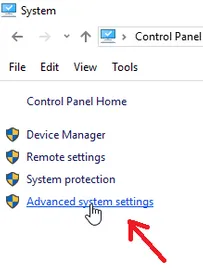 System
Control Panel
File Edit View Tools
Control Panel Home
Device Manager
Remote settings
System protection
Advanced system settings